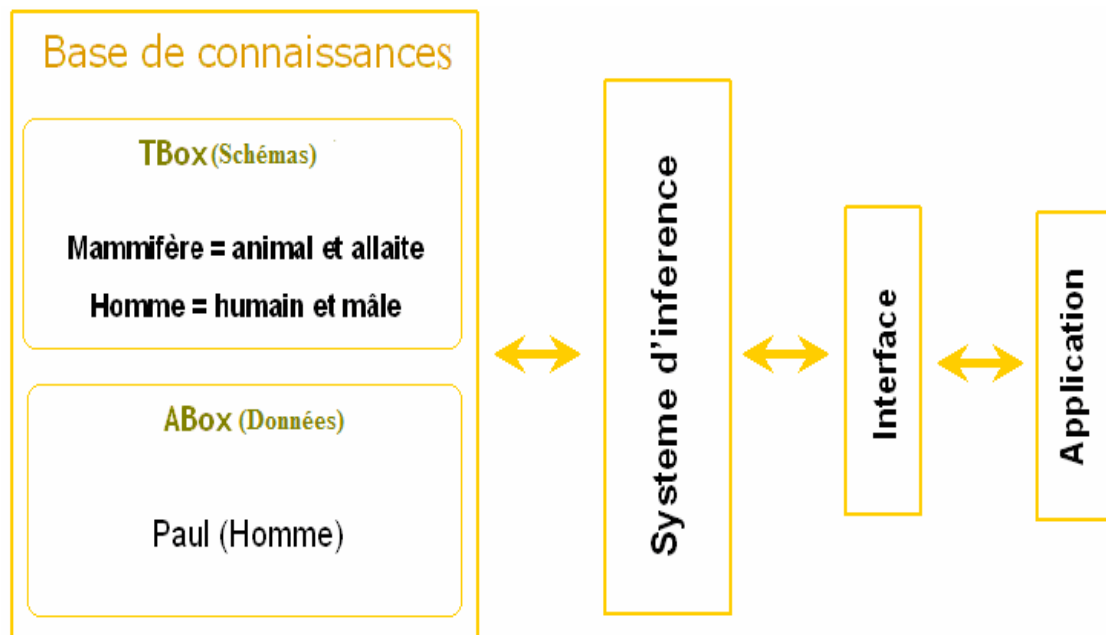 Base de connaissances
TBox (Schémas)
Mammifère = animal et allaite
Homme = humain et mâle
ABox (Données)
Paul (Homme)
Systeme d'inference
Interface
Application